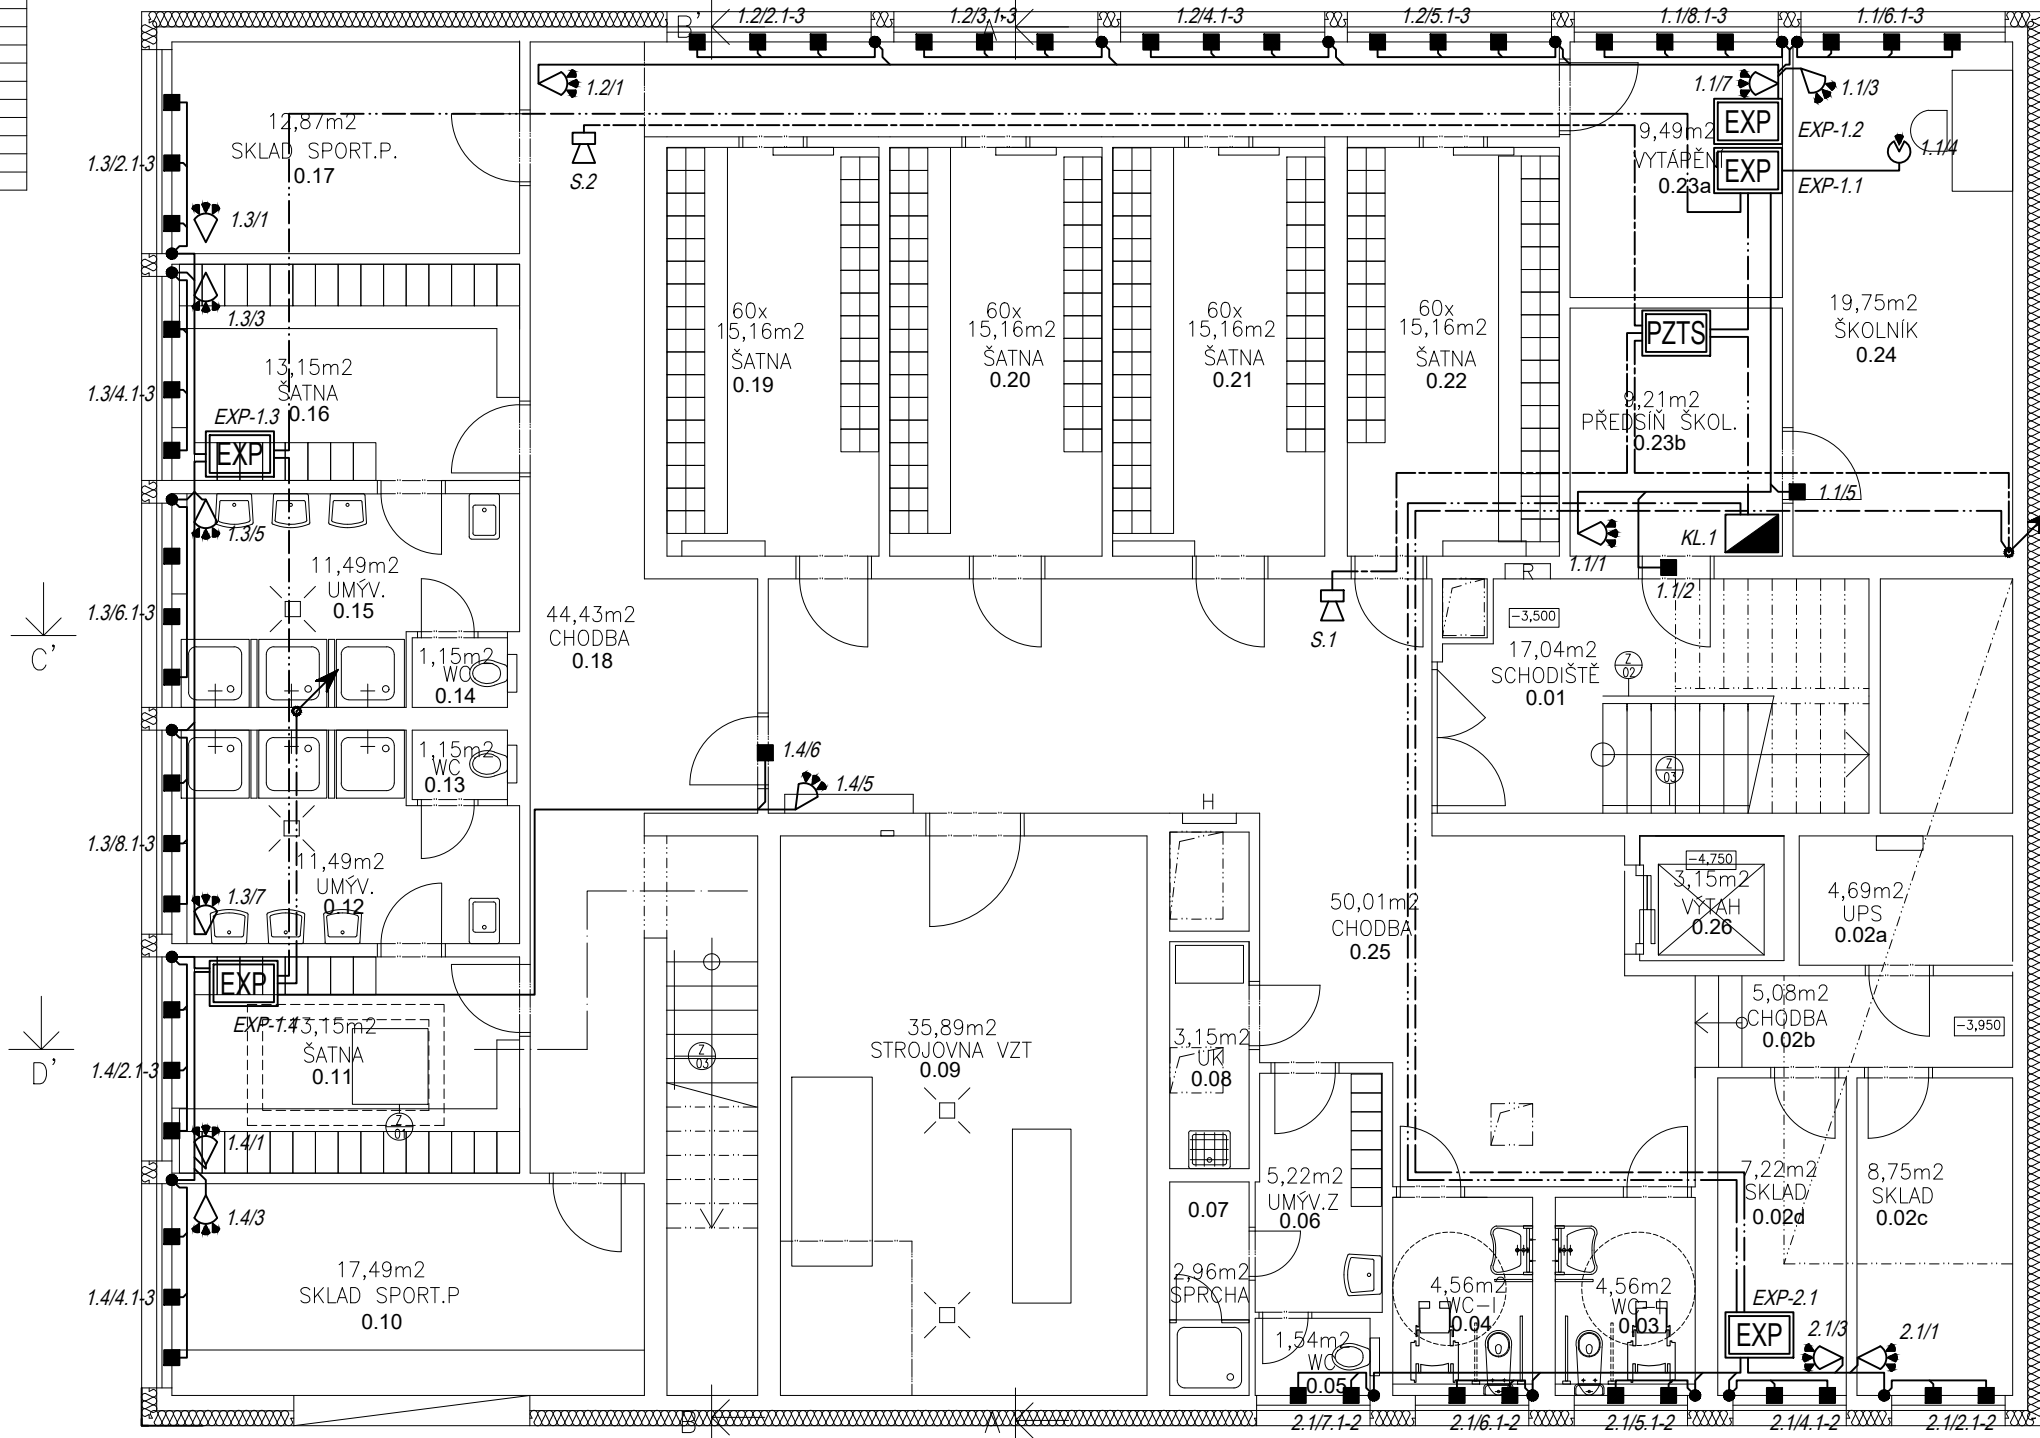 B'
1.2/2.1-3
1.2/3.1-3
A'
1.2/4.1-3
1.2/5.1-3
1.1/8.1-3
1.1/6.1-3
1.2/1
1.1/7
1.1/3
EXP
EXP-1.2
EXP
EXP-1.1
1.1/4
12,87m2
SKLAD SPORT.P.
0.17
1.3/2.1-3
1.3/1
S.2
9,49m2
VYTÁPĚNÍ
0.23a
1.3/3
13,15m2
ŠATNA
0.16
1.3/4.1-3
EXP-1.3
EXP
60x
15,16m2
ŠATNA
0.19
60x
15,16m2
ŠATNA
0.20
60x
15,16m2
ŠATNA
0.21
60x
15,16m2
ŠATNA
0.22
PZTS
19,75m2
ŠKOLNÍK
0.24
9,21m2
PŘEDSÍŇ ŠKOL.
0.23b
1.1/5
KL.1
1.1/1
1.1/2
R
1.3/5
11,49m2
UMÝV.
0.15
1.3/6.1-3
C'
1,15m2
WC
0.14
44,43m2
CHODBA
0.18
S.1
-3,500
17,04m2
SCHODIŠTĚ
0.01
Z
02
Z
03
1,15m2
WC
0.13
1.4/6
1.4/5
H
1.3/8.1-3
11,49m2
UMÝV.
0.12
1.3/7
50,01m2
CHODBA
0.25
-4,750
3,15m2
VÝTAH
0.26
4,69m2
UPS
0.02a
EXP
EXP-1.4
13,15m2
ŠATNA
0.11
D'
1.4/2.1-3
Z
01
Z
03
35,89m2
STROJOVNA VZT
0.09
3,15m2
ÚK
0.08
5,08m2
CHODBA
0.02b
-3,950
1.4/1
1.4/3
5,22m2
UMÝV.Z
0.06
0.07
2,96m2
SPRCHA
7,22m2
SKLAD
0.02d
8,75m2
SKLAD
0.02c
17,49m2
SKLAD SPORT.P
0.10
1.4/4.1-3
4,56m2
WC-I
0.04
4,56m2
WC-I
0.03
1,54m2
WC
0.05
EXP-2.1
EXP
2.1/3
2.1/1
B
A'
2.1/7.1-2
2.1/6.1-2
2.1/5.1-2
2.1/4.1-2
2.1/2.1-2